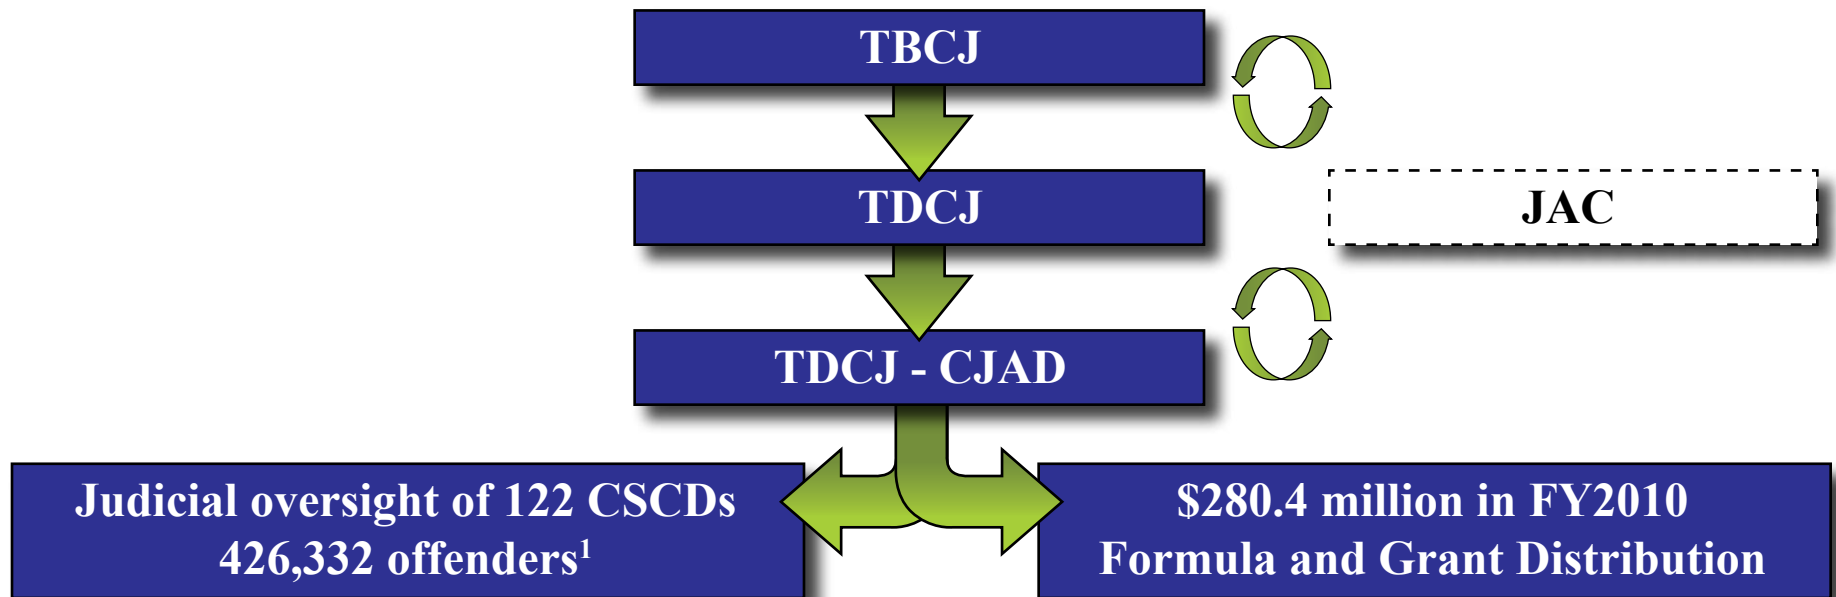 TBCJ
TDCJ
JAC
TDCJ - CJAD
Judicial oversight of 122 CSCDs
426,332 offenders¹
$280.4 million in FY2010
Formula and Grant Distribution